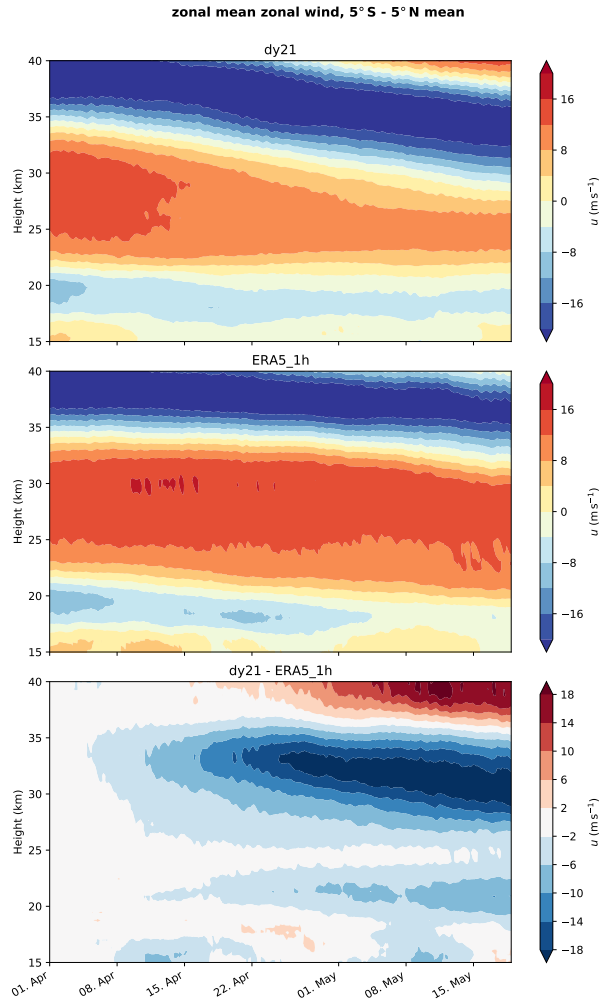 zonal mean zonal wind, 5°S - 5°N mean
dy21
40
35
30
25
20
15
Height (km)
16
8
0
−8
−16
u (m s⁻¹)
ERA5_1h
40
35
30
25
20
15
Height (km)
16
8
0
−8
−16
u (m s⁻¹)
dy21 - ERA5_1h
40
35
30
25
20
15
Height (km)
18
14
10
6
2
−2
−6
−10
−14
−18
u (m s⁻¹)
01. Apr
08. Apr
15. Apr
22. Apr
01. May
08. May
15. May